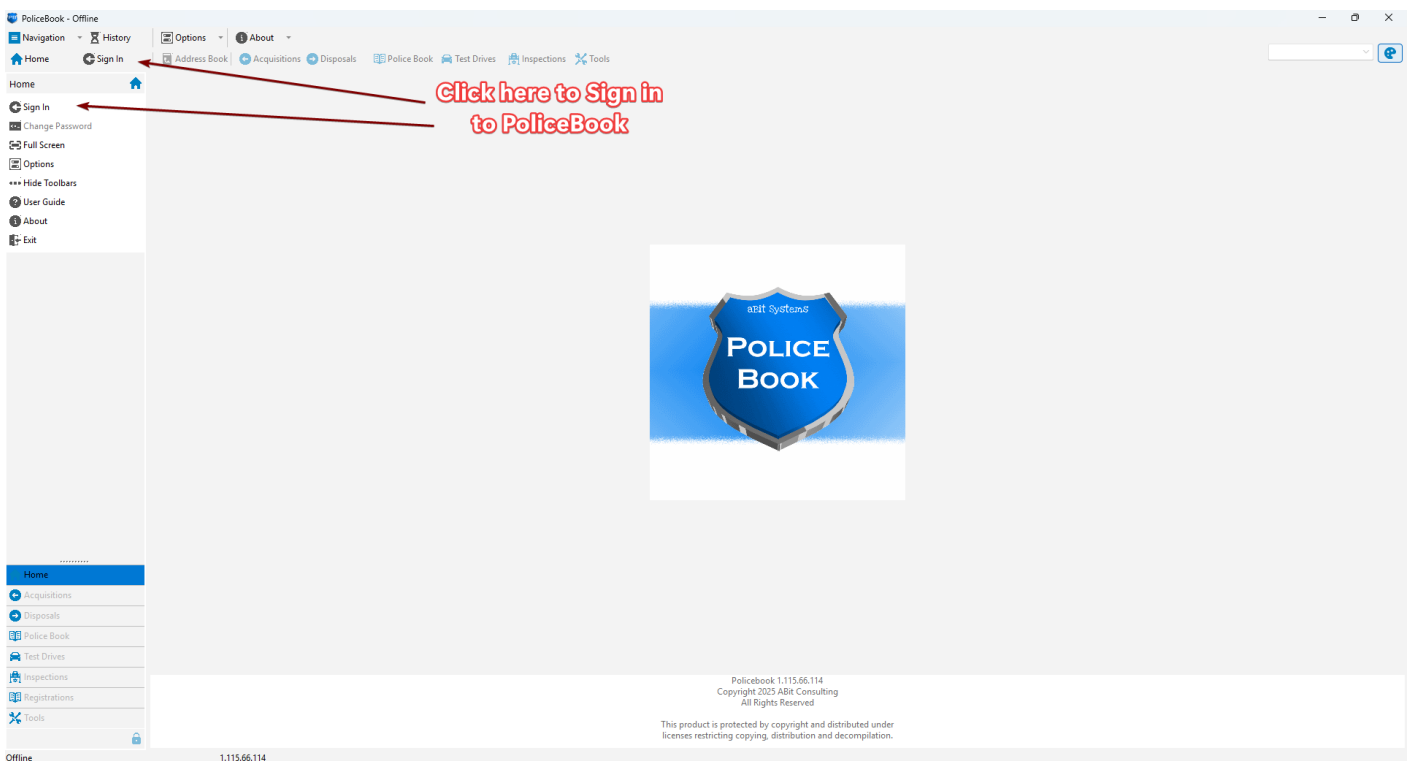 PoliceBook - Offline
Navigation History Options About
Home Sign In Address Book Acquisitions Disposals Police Book Test Drives Inspections Tools
Home
Sign In
Change Password
Full Screen
Options
Hide Toolbars
User Guide
About
Exit
Click here to Sign in
to PoliceBook
aBit Systems
POLICE
BOOK
Home
Acquisitions
Disposals
Police Book
Test Drives
Inspections
Registrations
Tools
Policebook 1.115.66.114
Copyright 2025 ABit Consulting
All Rights Reserved
This product is protected by copyright and distributed under
licenses restricting copying, distribution and decompilation.
Offline 1.115.66.114